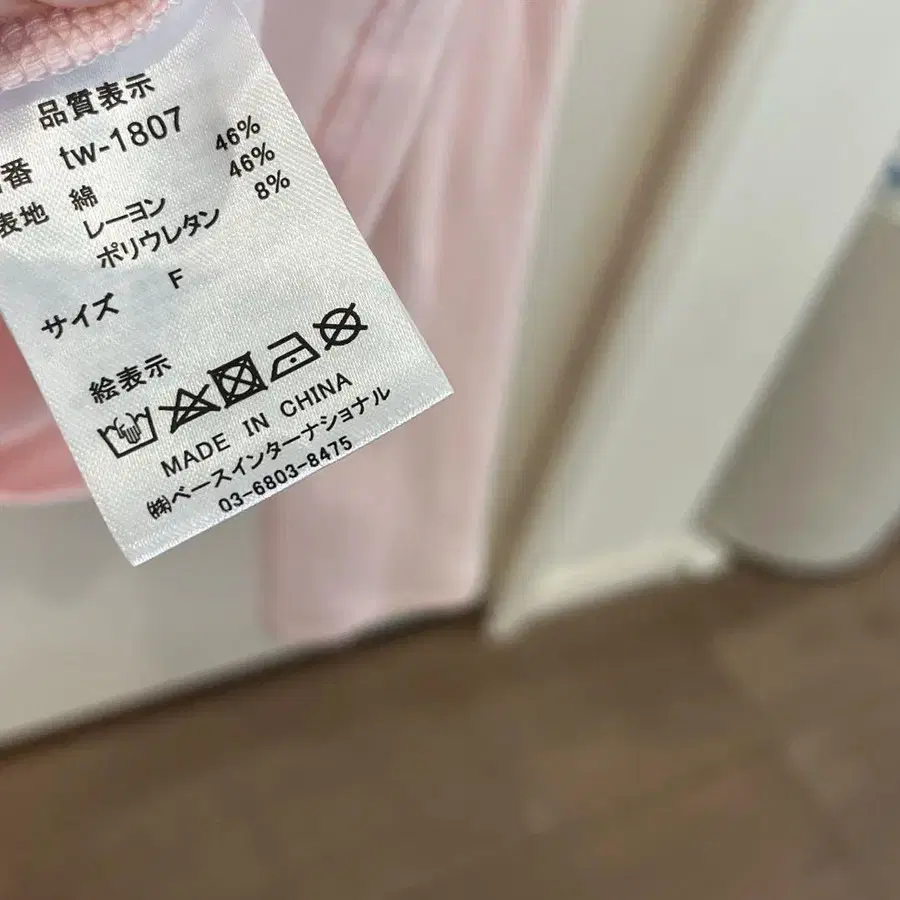 品質表示
番 tw-1807
表地 綿 46%
レーヨン 46%
ポリウレタン 8%
サイズ F
絵表示
MADE IN CHINA
㈱ベースインターナショナル
03-6803-8475